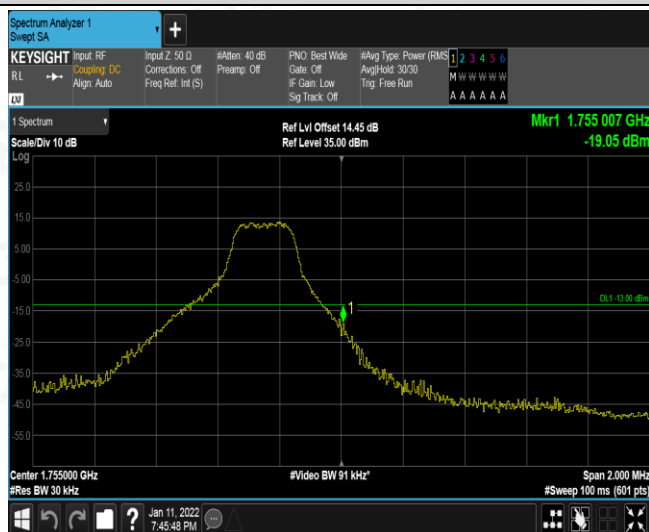 Spectrum Analyzer 1
Swept SA
+
KEYSIGHT
RL
LXI
Input: RF
Coupling: DC
Align: Auto
Input Z: 50 Ω
Corrections: Off
Freq Ref: Int (S)
#Atten: 40 dB
Preamp: Off
PNO: Best Wide
Gate: Off
IF Gain: Low
Sig Track: Off
#Avg Type: Power (RMS
Avg|Hold: 30/30
Trig: Free Run
1 2 3 4 5 6
M W W W W W
A A A A A A
1 Spectrum
Scale/Div 10 dB
Log
Ref Lvl Offset 14.45 dB
Ref Level 35.00 dBm
Mkr1 1.755 007 GHz
-19.05 dBm
25.0
15.0
5.00
-5.00
DL1 -13.00 dBm
1
-15.0
-25.0
-35.0
-45.0
-55.0
Center 1.755000 GHz
#Res BW 30 kHz
#Video BW 91 kHz*
Span 2.000 MHz
#Sweep 100 ms (601 pts)
?
Jan 11, 2022
7:45:48 PM